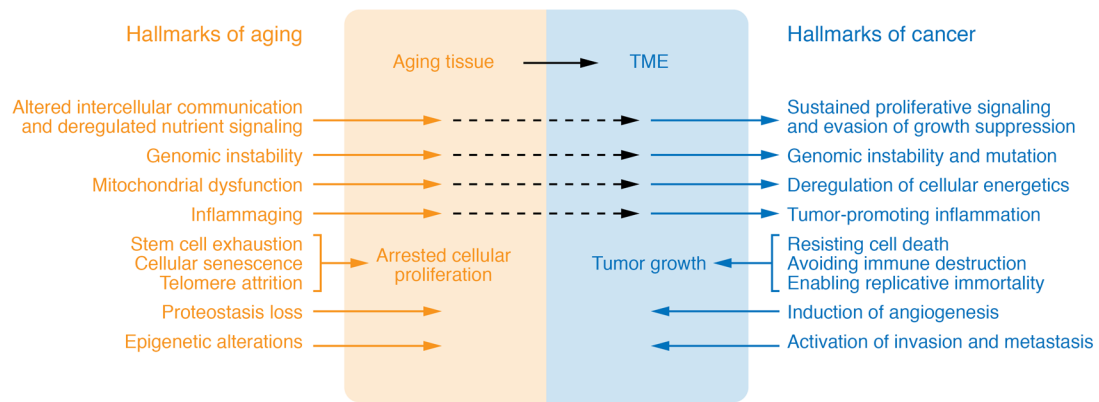 Hallmarks of aging
Hallmarks of cancer
Aging tissue
TME
Altered intercellular communication
and deregulated nutrient signaling
Sustained proliferative signaling
and evasion of growth suppression
Genomic instability
Genomic instability and mutation
Mitochondrial dysfunction
Deregulation of cellular energetics
Inflammaging
Tumor-promoting inflammation
Stem cell exhaustion
Cellular senescence
Telomere attrition
Arrested cellular
proliferation
Tumor growth
Resisting cell death
Avoiding immune destruction
Enabling replicative immortality
Proteostasis loss
Induction of angiogenesis
Epigenetic alterations
Activation of invasion and metastasis